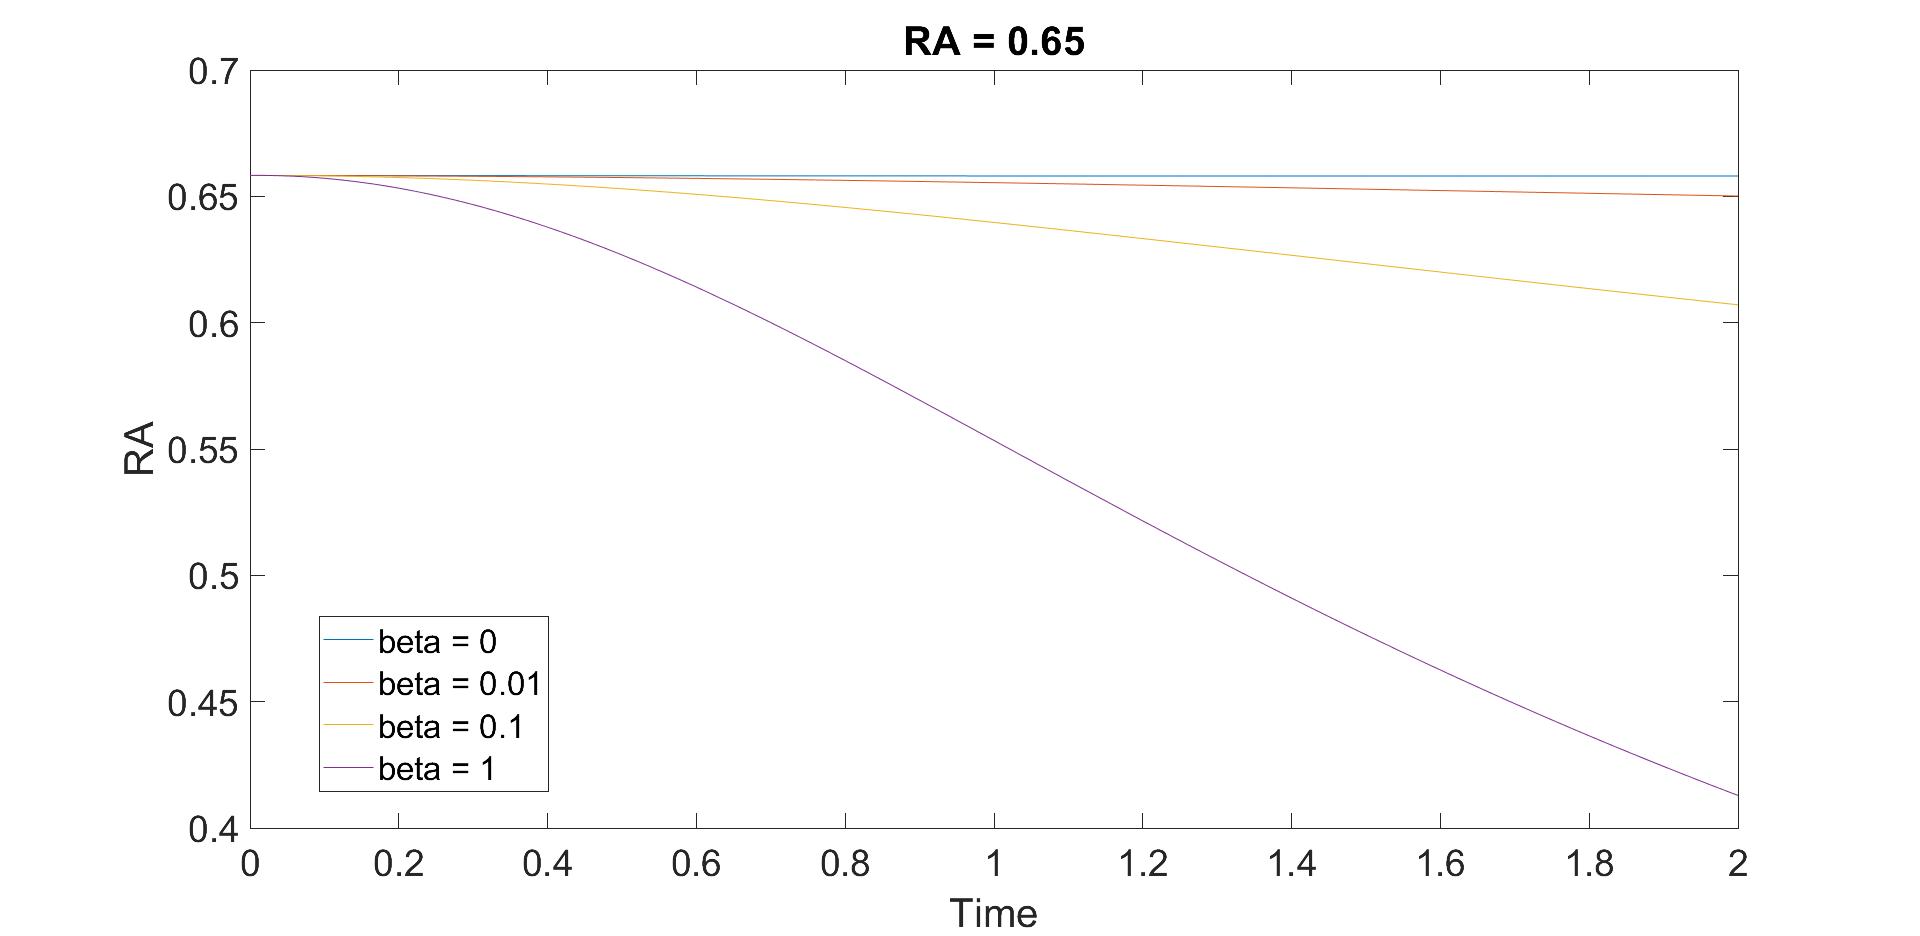 RA = 0.65
0.7
0.65
0.6
0.55
0.5
0.45
0.4
RA
beta = 0
beta = 0.01
beta = 0.1
beta = 1
0 0.2 0.4 0.6 0.8 1 1.2 1.4 1.6 1.8 2
Time